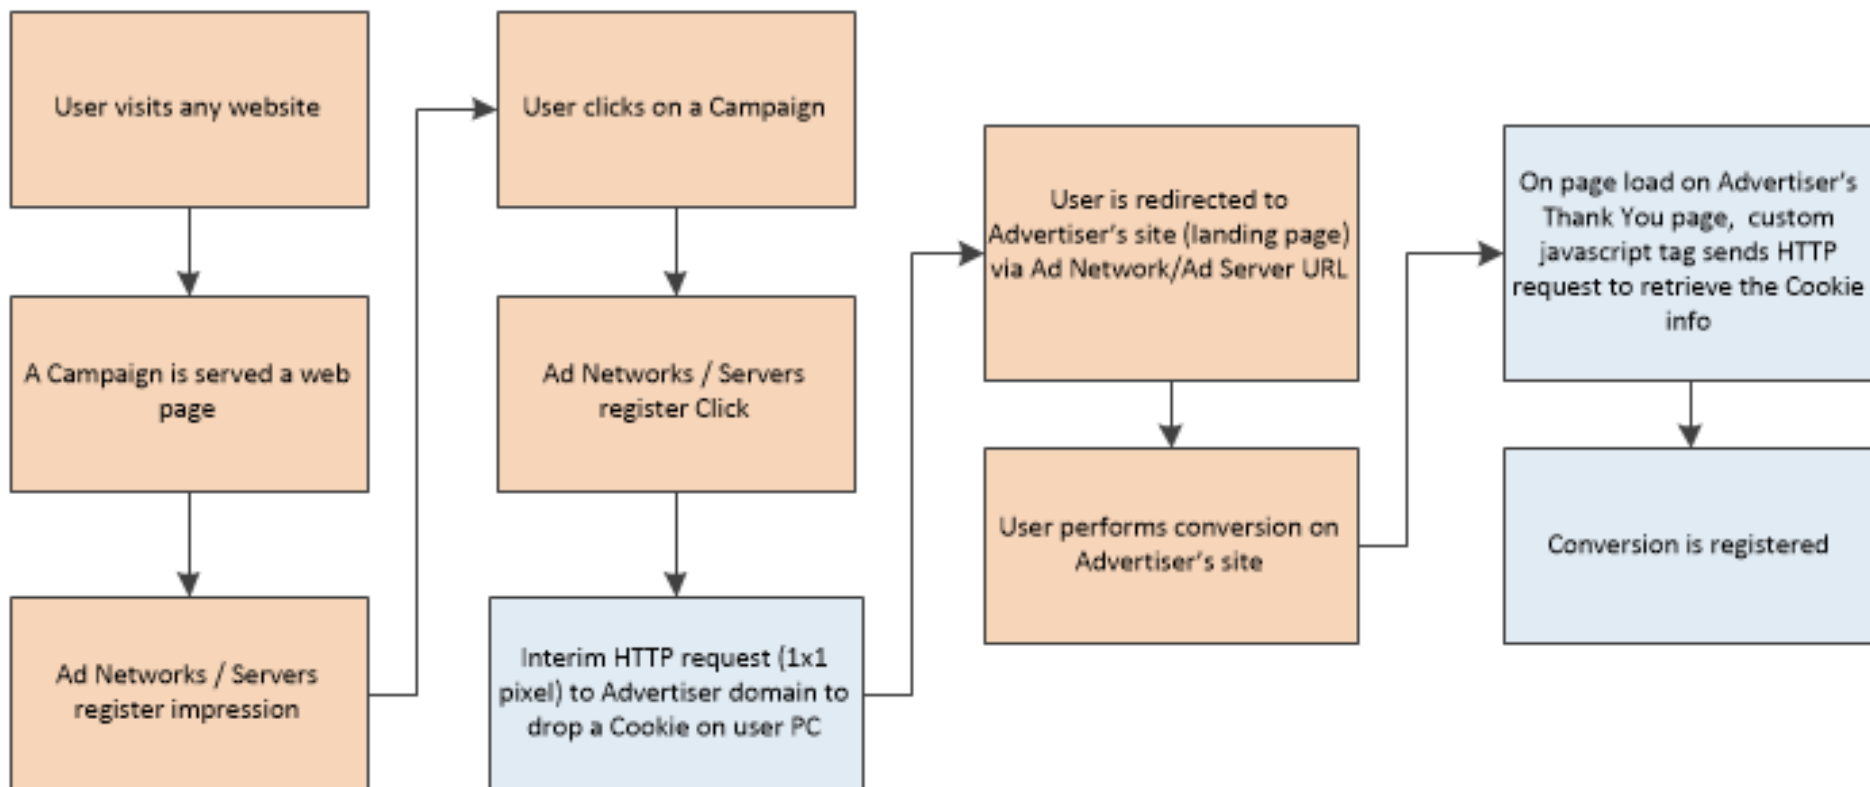 User visits any website
A Campaign is served a web
page
Ad Networks / Servers
register impression
User clicks on a Campaign
Ad Networks / Servers
register Click
Interim HTTP request (1x1
pixel) to Advertiser domain to
drop a Cookie on user PC
User is redirected to
Advertiser's site (landing page)
via Ad Network/Ad Server URL
User performs conversion on
Advertiser's site
On page load on Advertiser's
Thank You page,  custom
javascript tag sends HTTP
request to retrieve the Cookie
info
Conversion is registered